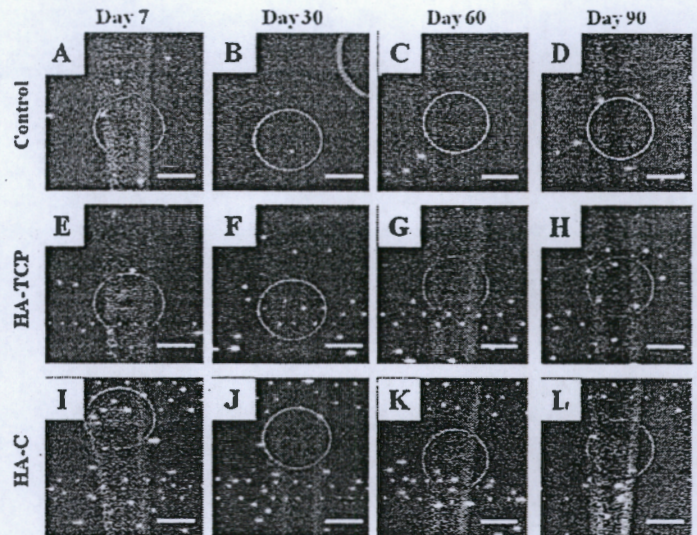 Day 7 Day 30 Day 60 Day 90
Control
A B C D
HA-TCP
E F G H
HA-C
I J K L